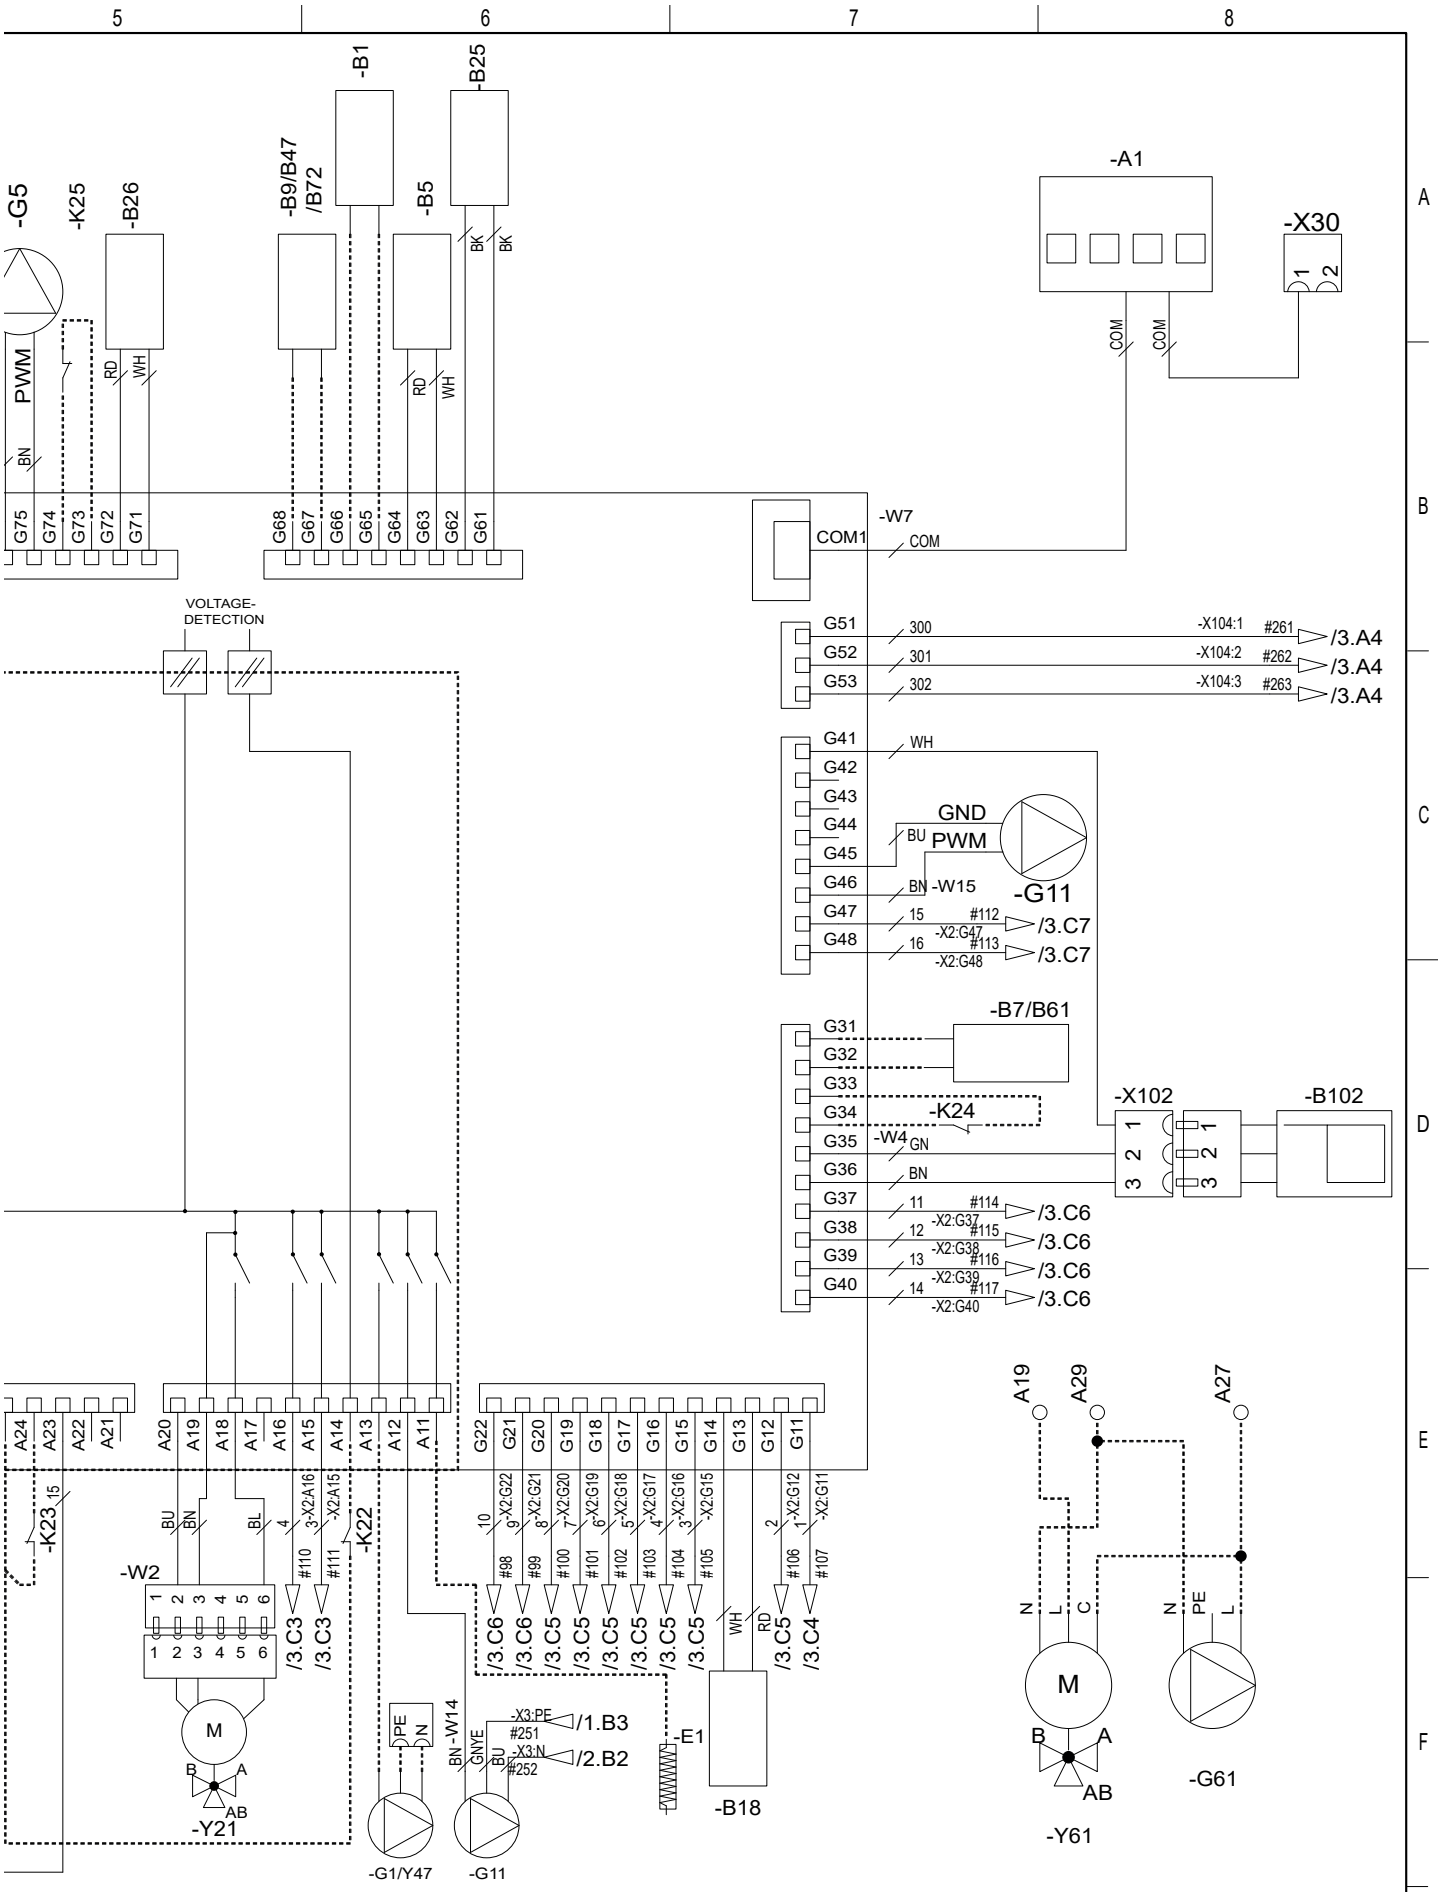 5 6 7 8
-B1
-B25
-G5
-K25
-B26
-B9/B47
/B72
-B5
-A1
-X30
A
BK BK
1 2
COM COM
PWM
RD WH
RD WH
BN
G75 G74 G73 G72 G71
G68 G67 G66 G65 G64 G63 G62 G61
B
-W7
COM1 COM
VOLTAGE-
DETECTION
G51 300 -X104:1 #261 /3.A4
G52 301 -X104:2 #262 /3.A4
G53 302 -X104:3 #263 /3.A4
G41 WH
G42
G43
C
GND
G44 BU PWM
G45
G46 BN -W15 -G11
G47 15 #112 /3.C7
-X2:G47
G48 16 #113 /3.C7
-X2:G48
-B7/B61
G31
G32
G33
-X102 -B102
G34 -K24
D
1 1
G35 -W4 GN
2 2
G36 BN
3 3
G37 11 #114 /3.C6
-X2:G37
G38 12 #115 /3.C6
-X2:G38
G39 13 #116 /3.C6
-X2:G39
G40 14 #117 /3.C6
-X2:G40
A19 A29 A27
A24 A23 A22 A21
A20 A19 A18 A17 A16 A15 A14 A13 A12 A11
G22 G21 G20 G19 G18 G17 G16 G15 G14 G13 G12 G11
E
15
-K23
BU BN BL
4 -X2:A16
3 -X2:A15
-K22
10 -X2:G22
9 -X2:G21
8 -X2:G20
7 -X2:G19
6 -X2:G18
5 -X2:G17
4 -X2:G16
3 -X2:G15
2 -X2:G12
1 -X2:G11
#110 #111
#98 #99 #100 #101 #102 #103 #104 #105 #106 #107
-W2
1 2 3 4 5 6
1 2 3 4 5 6
/3.C3 /3.C3
/3.C6 /3.C6 /3.C5 /3.C5 /3.C5 /3.C5 /3.C5 /3.C5
WH RD
/3.C5 /3.C4
N L C
N PE L
M
M
B A
AB
-Y21
PE N
-W14
BN GNYE BU
-X3:PE /1.B3
#251
-X3:N /2.B2
#252
-E1
-B18
B A
AB
-Y61
-G61
F
-G1/Y47
-G11